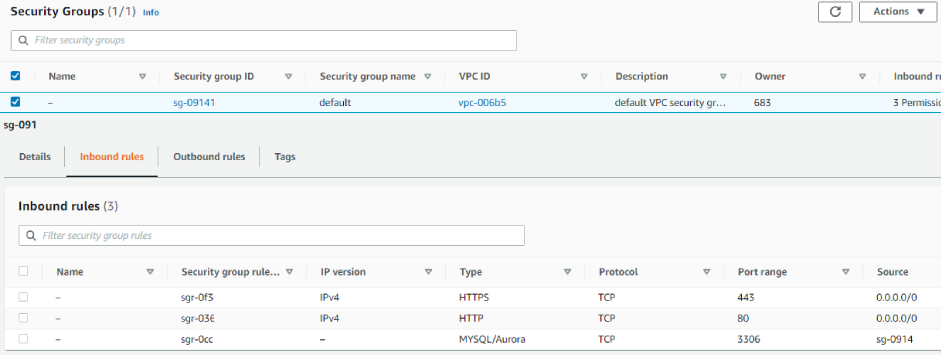 Security Groups (1/1) Info Actions
Filter security groups
Name Security group ID Security group name VPC ID Description Owner Inbound ru
– sg-09141 default vpc-006b5 default VPC security gr... 683 3 Permissio
sg-091
Details Inbound rules Outbound rules Tags
Inbound rules (3)
Filter security group rules
Name Security group rule... IP version Type Protocol Port range Source
– sgr-0f3 IPv4 HTTPS TCP 443 0.0.0.0/0
– sgr-036 IPv4 HTTP TCP 80 0.0.0.0/0
– sgr-0cc – MYSQL/Aurora TCP 3306 sg-0914